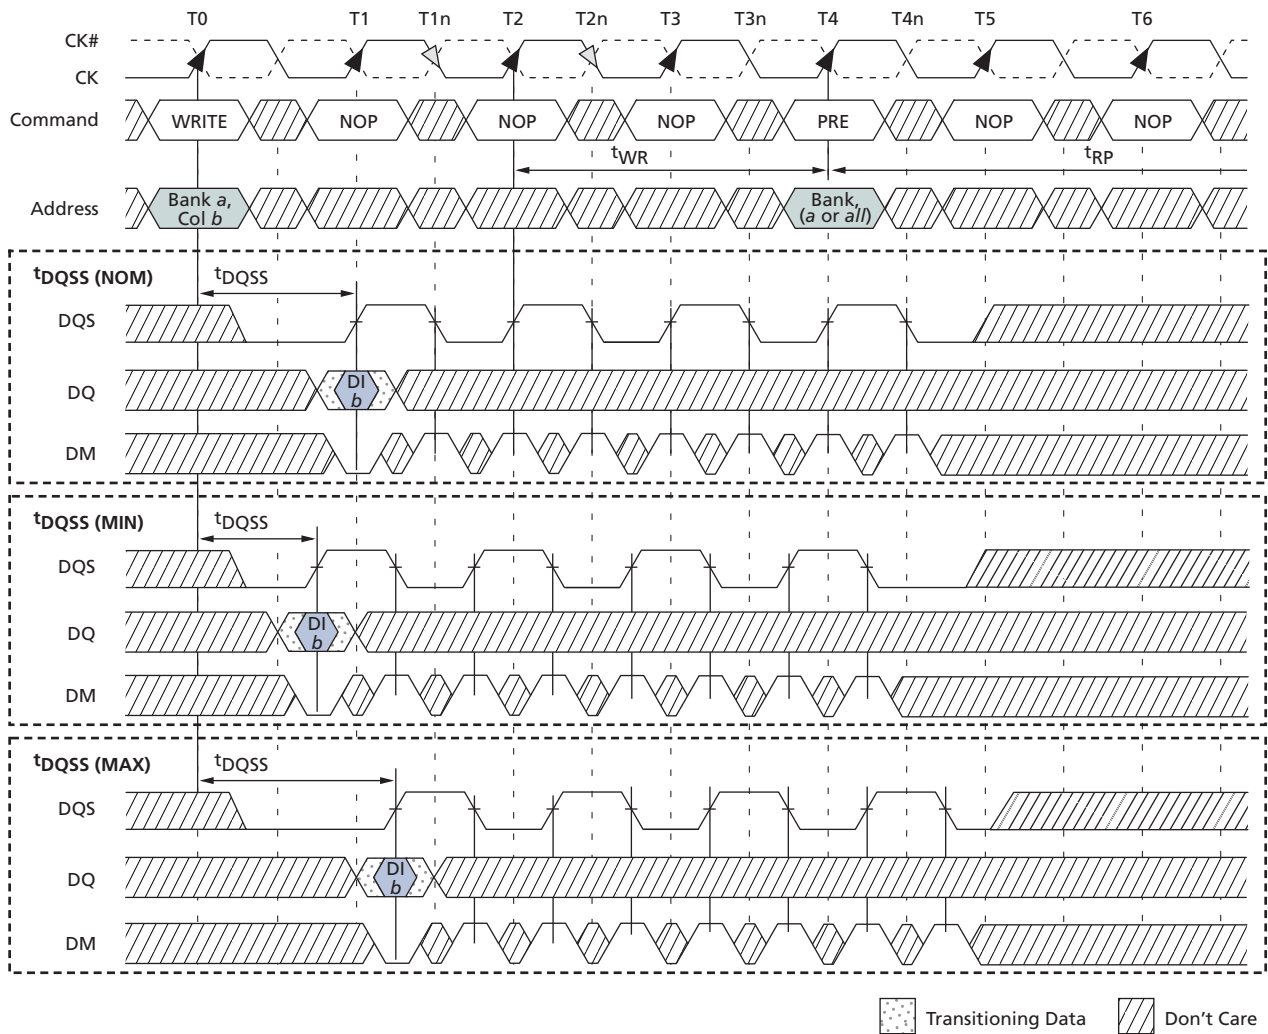 T0 T1 T1n T2 T2n T3 T3n T4 T4n T5 T6
CK#
CK
Command WRITE NOP NOP NOP PRE NOP NOP
tWR tRP
Address Bank a, Col b Bank, (a or all)
tDQSS (NOM) tDQSS
DQS
DQ DI b
DM
tDQSS (MIN) tDQSS
DQS
DQ DI b
DM
tDQSS (MAX) tDQSS
DQS
DQ DI b
DM
Transitioning Data Don't Care